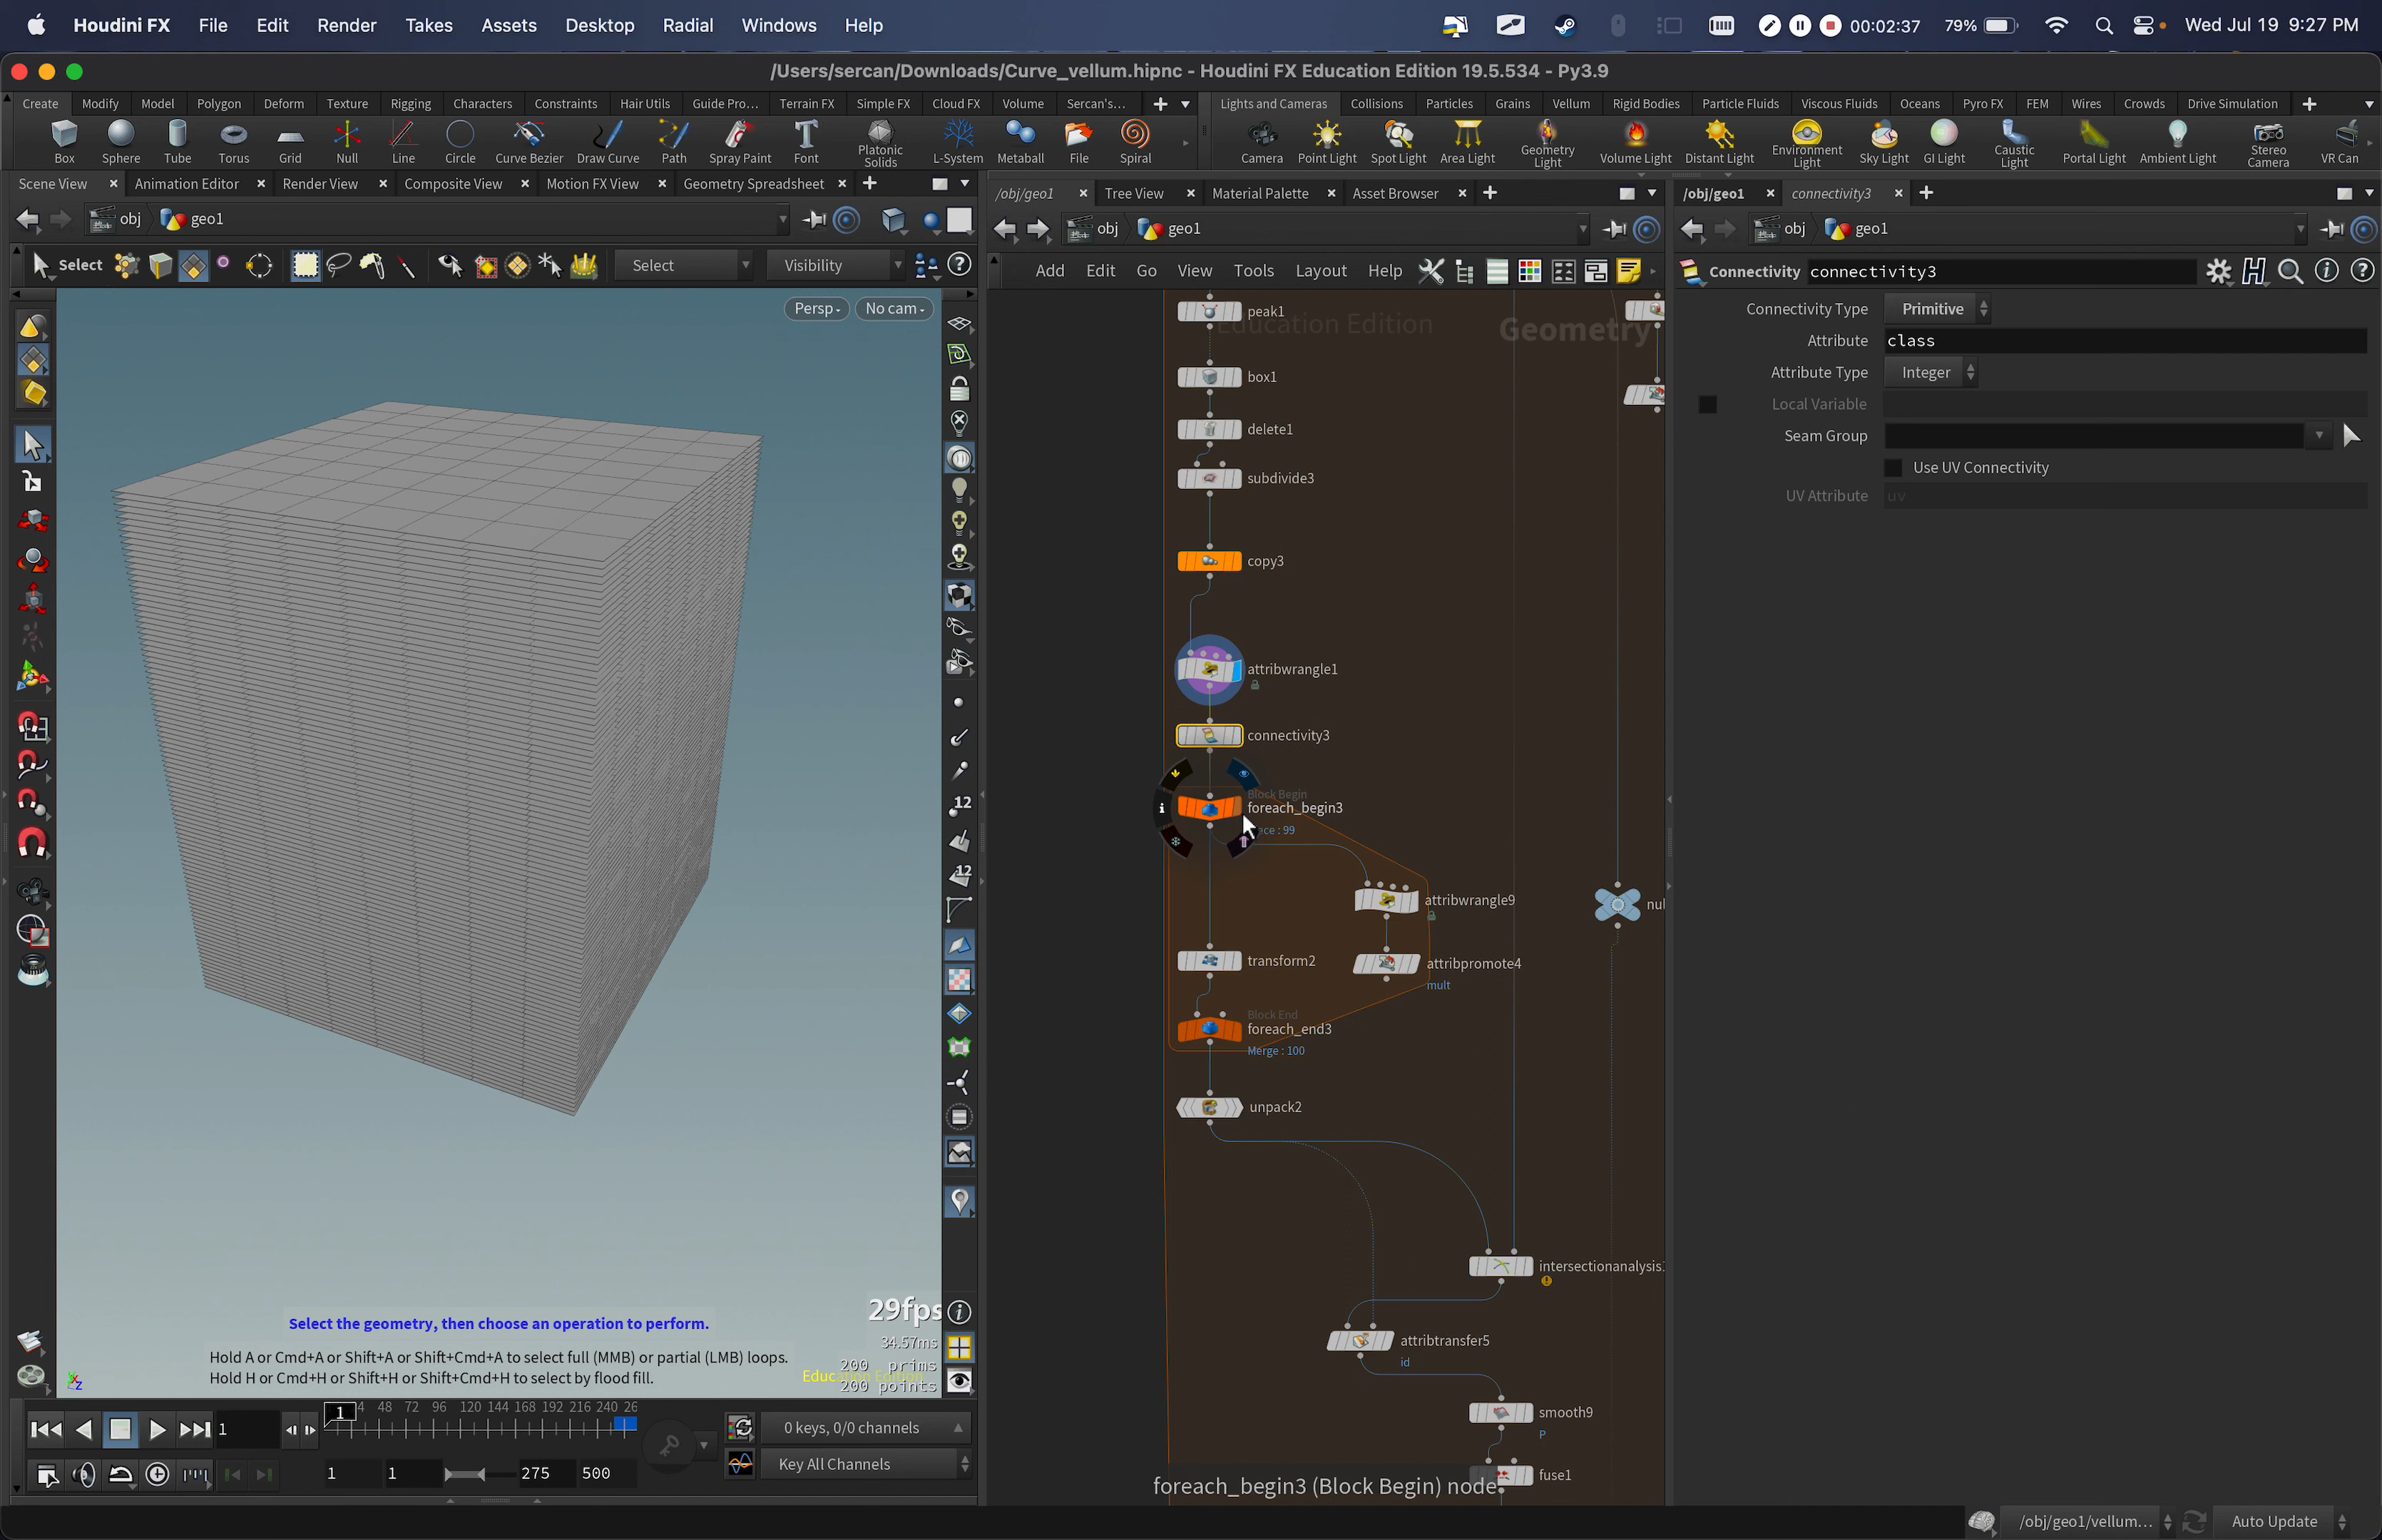 Houdini FX File Edit Render Takes Assets Desktop Radial Windows Help 00:02:37 79% Wed Jul 19 9:27 PM
/Users/sercan/Downloads/Curve_vellum.hipnc - Houdini FX Education Edition 19.5.534 - Py3.9
Create Modify Model Polygon Deform Texture Rigging Characters Constraints Hair Utils Guide Pro... Terrain FX Simple FX Cloud FX Volume Sercan's...
Box Sphere Tube Torus Grid Null Line Circle Curve Bezier Draw Curve Path Spray Paint Font Platonic Solids L-System Metaball File Spiral
Lights and Cameras Collisions Particles Grains Vellum Rigid Bodies Particle Fluids Viscous Fluids Oceans Pyro FX FEM Wires Crowds Drive Simulation
Camera Point Light Spot Light Area Light Geometry Light Volume Light Distant Light Environment Light Sky Light GI Light Caustic Light Portal Light Ambient Light Stereo Camera VR Can
Scene View Animation Editor Render View Composite View Motion FX View Geometry Spreadsheet
obj geo1
Select Select Visibility
Persp No cam
12
12
Select the geometry, then choose an operation to perform.
Hold A or Cmd+A or Shift+A or Shift+Cmd+A to select full (MMB) or partial (LMB) loops.
Hold H or Cmd+H or Shift+H or Shift+Cmd+H to select by flood fill.
29fps
34.57ms
200 prims
200 points
1 4 48 72 96 120 144 168 192 216 240 26
1
0 keys, 0/0 channels
1 1 275 500
Key All Channels
/obj/geo1 Tree View Material Palette Asset Browser
obj geo1
Add Edit Go View Tools Layout Help
Education Edition
Geometry
peak1
box1
delete1
subdivide3
copy3
attribwrangle1
connectivity3
Block Begin
foreach_begin3
ece : 99
attribwrangle9
nul
transform2
attribpromote4
mult
Block End
foreach_end3
Merge : 100
unpack2
intersectionanalysis1
attribtransfer5
id
smooth9
P
fuse1
foreach_begin3 (Block Begin) node
/obj/geo1 connectivity3
obj geo1
Connectivity connectivity3
Connectivity Type Primitive
Attribute class
Attribute Type Integer
Local Variable
Seam Group
Use UV Connectivity
UV Attribute uv
/obj/geo1/vellum... Auto Update